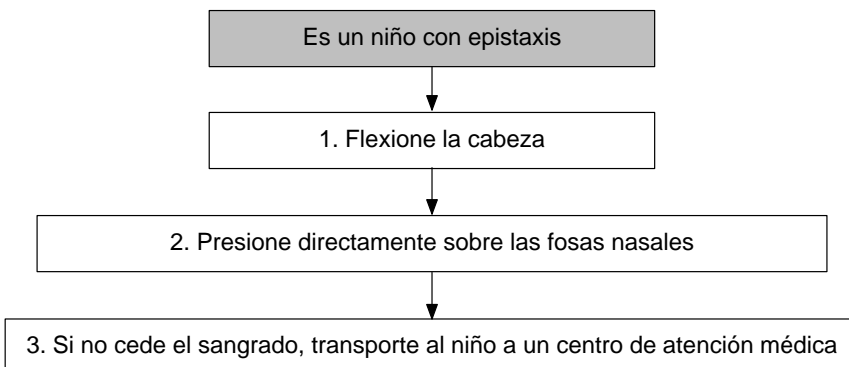 Es un niño con epistaxis
1. Flexione la cabeza
2. Presione directamente sobre las fosas nasales
3. Si no cede el sangrado, transporte al niño a un centro de atención médica